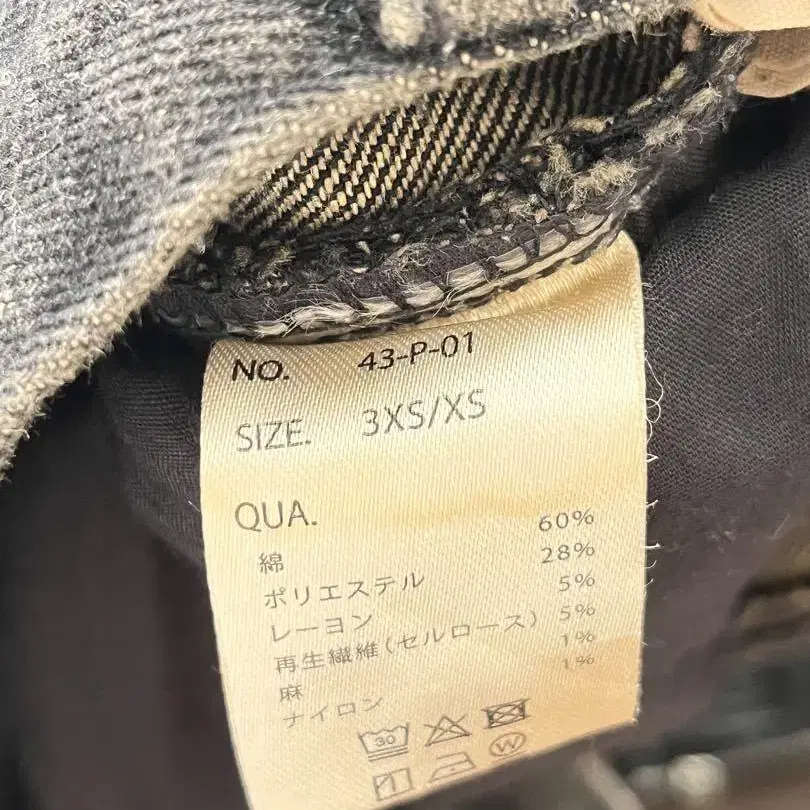 NO. 43-P-01
SIZE. 3XS/XS
QUA.
綿 60%
ポリエステル 28%
レーヨン 5%
再生繊維(セルロース) 5%
麻 1%
ナイロン 1%
30
W